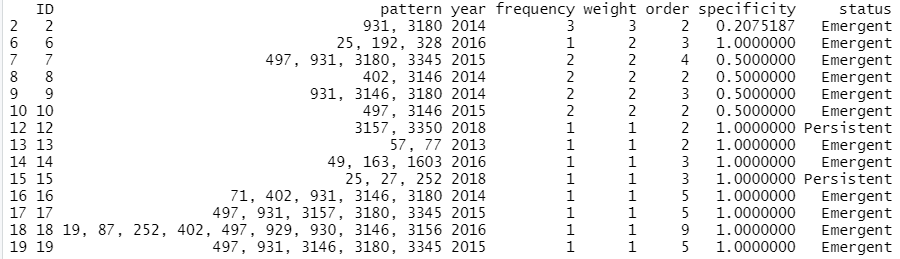 ID pattern year frequency weight order specificity status
2 2 931, 3180 2014 3 3 2 0.2075187 Emergent
6 6 25, 192, 328 2016 1 2 3 1.0000000 Emergent
7 7 497, 931, 3180, 3345 2015 2 2 4 0.5000000 Emergent
8 8 402, 3146 2014 2 2 2 0.5000000 Emergent
9 9 931, 3146, 3180 2014 2 2 3 0.5000000 Emergent
10 10 497, 3146 2015 2 2 2 0.5000000 Emergent
12 12 3157, 3350 2018 1 1 2 1.0000000 Persistent
13 13 57, 77 2013 1 1 2 1.0000000 Emergent
14 14 49, 163, 1603 2016 1 1 3 1.0000000 Emergent
15 15 25, 27, 252 2018 1 1 3 1.0000000 Persistent
16 16 71, 402, 931, 3146, 3180 2014 1 1 5 1.0000000 Emergent
17 17 497, 931, 3157, 3180, 3345 2015 1 1 5 1.0000000 Emergent
18 18 19, 87, 252, 402, 497, 929, 930, 3146, 3156 2016 1 1 9 1.0000000 Emergent
19 19 497, 931, 3146, 3180, 3345 2015 1 1 5 1.0000000 Emergent